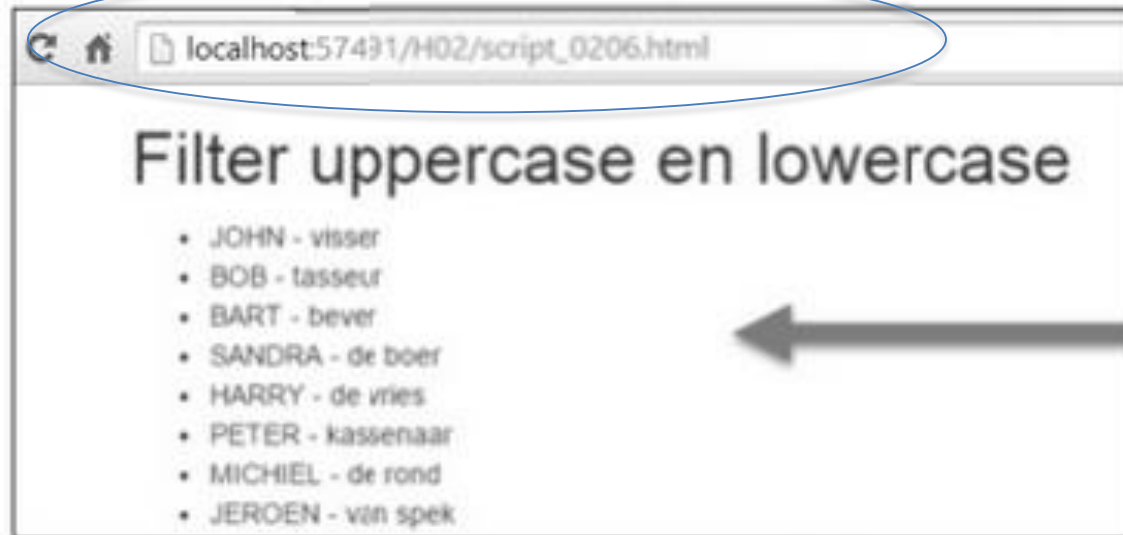 localhost:57491/H02/script_0206.html
Filter uppercase en lowercase
• JOHN - visser
• BOB - tasseur
• BART - bever
• SANDRA - de boer
• HARRY - de vries
• PETER - kassenaar
• MICHIEL - de rond
• JEROEN - van spek